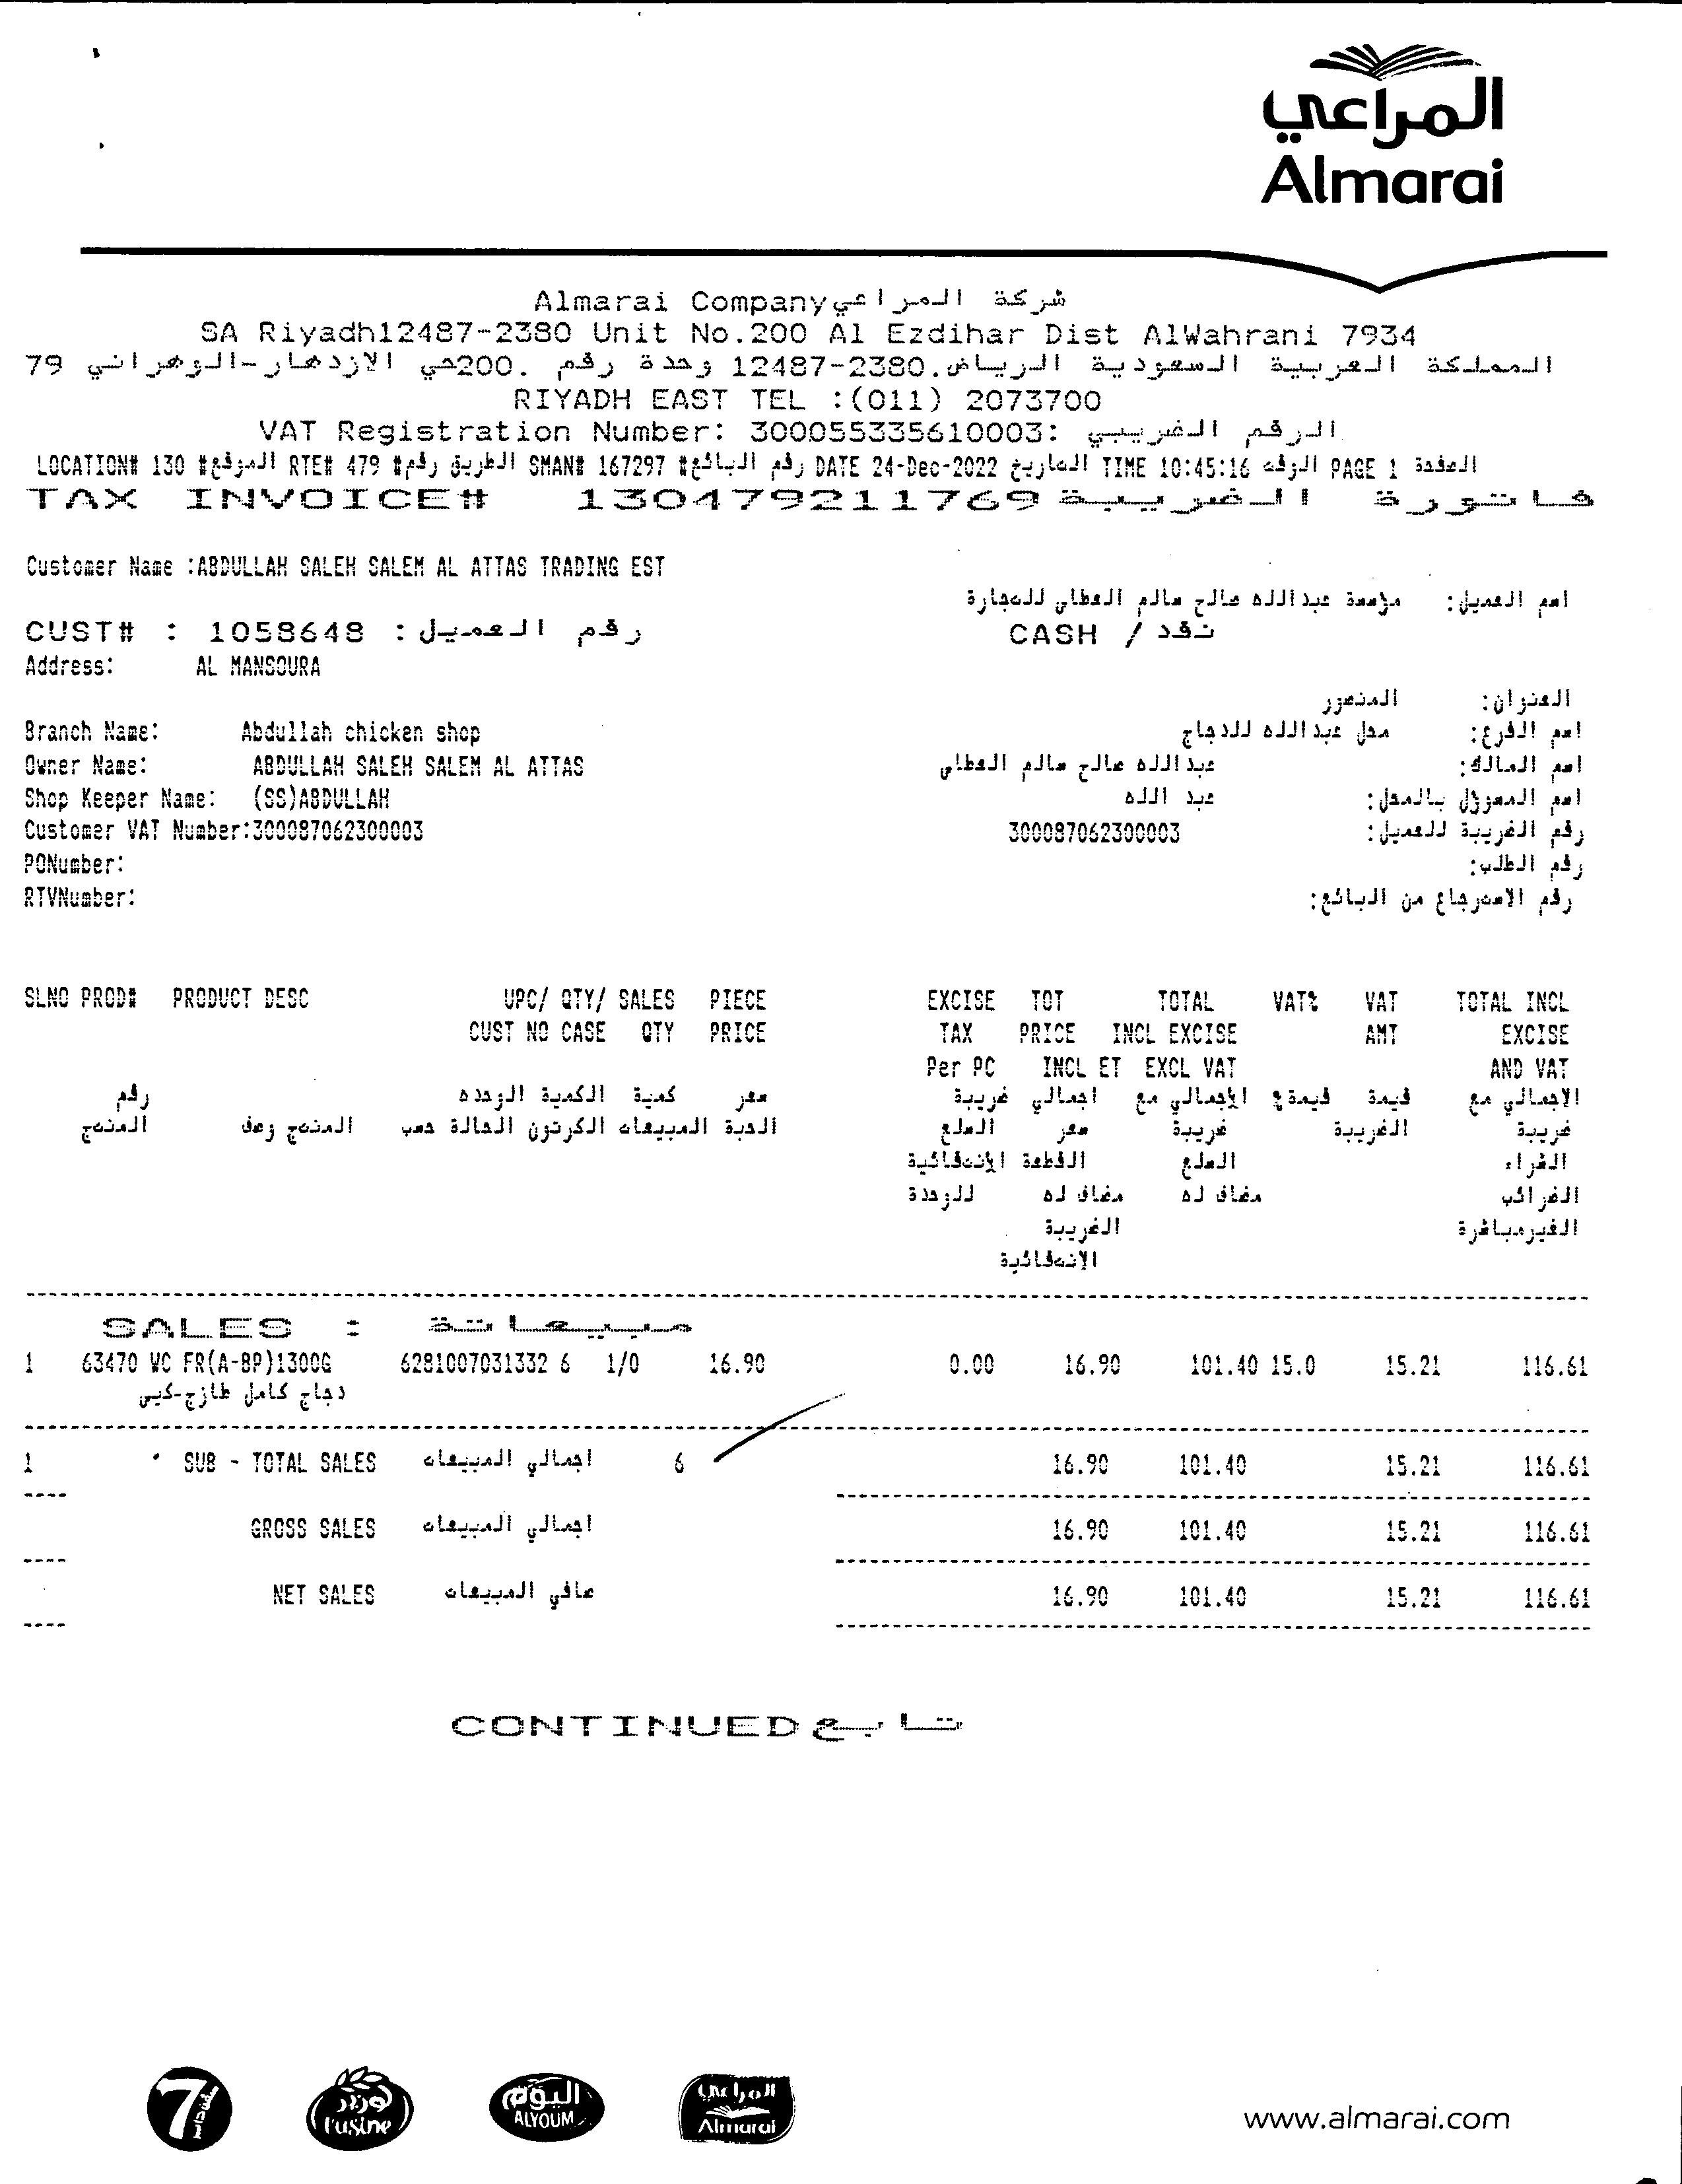 المراعي
Almarai
Almarai Company شركة المراعي
SA Riyadh12487-2380 Unit No.200 Al Ezdihar Dist AlWahrani 7934
المملكة العربية السعودية الرياض.2380-12487 وحدة رقم .200حي الازدهار-الوهراني 79
RIYADH EAST TEL :(011) 2073700
VAT Registration Number: 300055335610003: الرقم الضريبي
LOCATION# 130 الموقع# RTE# 479 الطريق رقم# SMAN# 167297 رقم البائع# DATE 24-Dec-2022 التاريخ TIME 10:45:16 الوقت PAGE 1 الصفحة
TAX INVOICE# 130479211769 فاتورة الضريبة
Customer Name :ABDULLAH SALEH SALEM AL ATTAS TRADING EST
اسم العميل: مؤسسة عبدالله صالح سالم العطاس للتجارة
CUST# : 1058648 : رقم العميل
CASH / نقد
Address: AL MANSOURA
العنوان: المنصور
Branch Name: Abdullah chicken shop
اسم الفرع: محل عبدالله للدجاج
Owner Name: ABDULLAH SALEH SALEM AL ATTAS
اسم المالك: عبدالله صالح سالم العطاس
Shop Keeper Name: (SS)ABDULLAH
اسم المسؤول بالمحل: عبد الله
Customer VAT Number:300087062300003
رقم الضريبة للعميل: 300087062300003
PONumber:
رقم الطلب:
RTVNumber:
رقم الاسترجاع من البائع:
SLNO PROD# PRODUCT DESC UPC/ QTY/ SALES PIECE EXCISE TOT TOTAL VAT% VAT TOTAL INCL
CUST NO CASE QTY PRICE TAX PRICE INCL EXCISE AMT EXCISE
Per PC INCL ET EXCL VAT AND VAT
رقم الكمية الوحده كمية سعر ضريبة اجمالي الإجمالي مع قيمة قيمة الإجمالي مع
المنتج المنتج وصف الكرتون الحالة حسب المبيعات الحبة السلع سعر ضريبة الضريبة ضريبة
الإنتقائية القطعة السلع الشراء
للوحدة مضاف له مضاف له الضرائب
الضريبة الغيرمباشرة
الانتقائية
SALES : مبيعاتة
1 63470 WC FR(A-BP)1300G 6281007031332 6 1/0 16.90 0.00 16.90 101.40 15.0 15.21 116.61
دجاج كامل طازج-كيس
1 SUB - TOTAL SALES اجمالي المبيعات 6 16.90 101.40 15.21 116.61
GROSS SALES اجمالي المبيعات 16.90 101.40 15.21 116.61
NET SALES صافي المبيعات 16.90 101.40 15.21 116.61
CONTINUED تابع
7
لوزين
l'usine
اليوم
ALYOUM
المراعي
Almarai
www.almarai.com